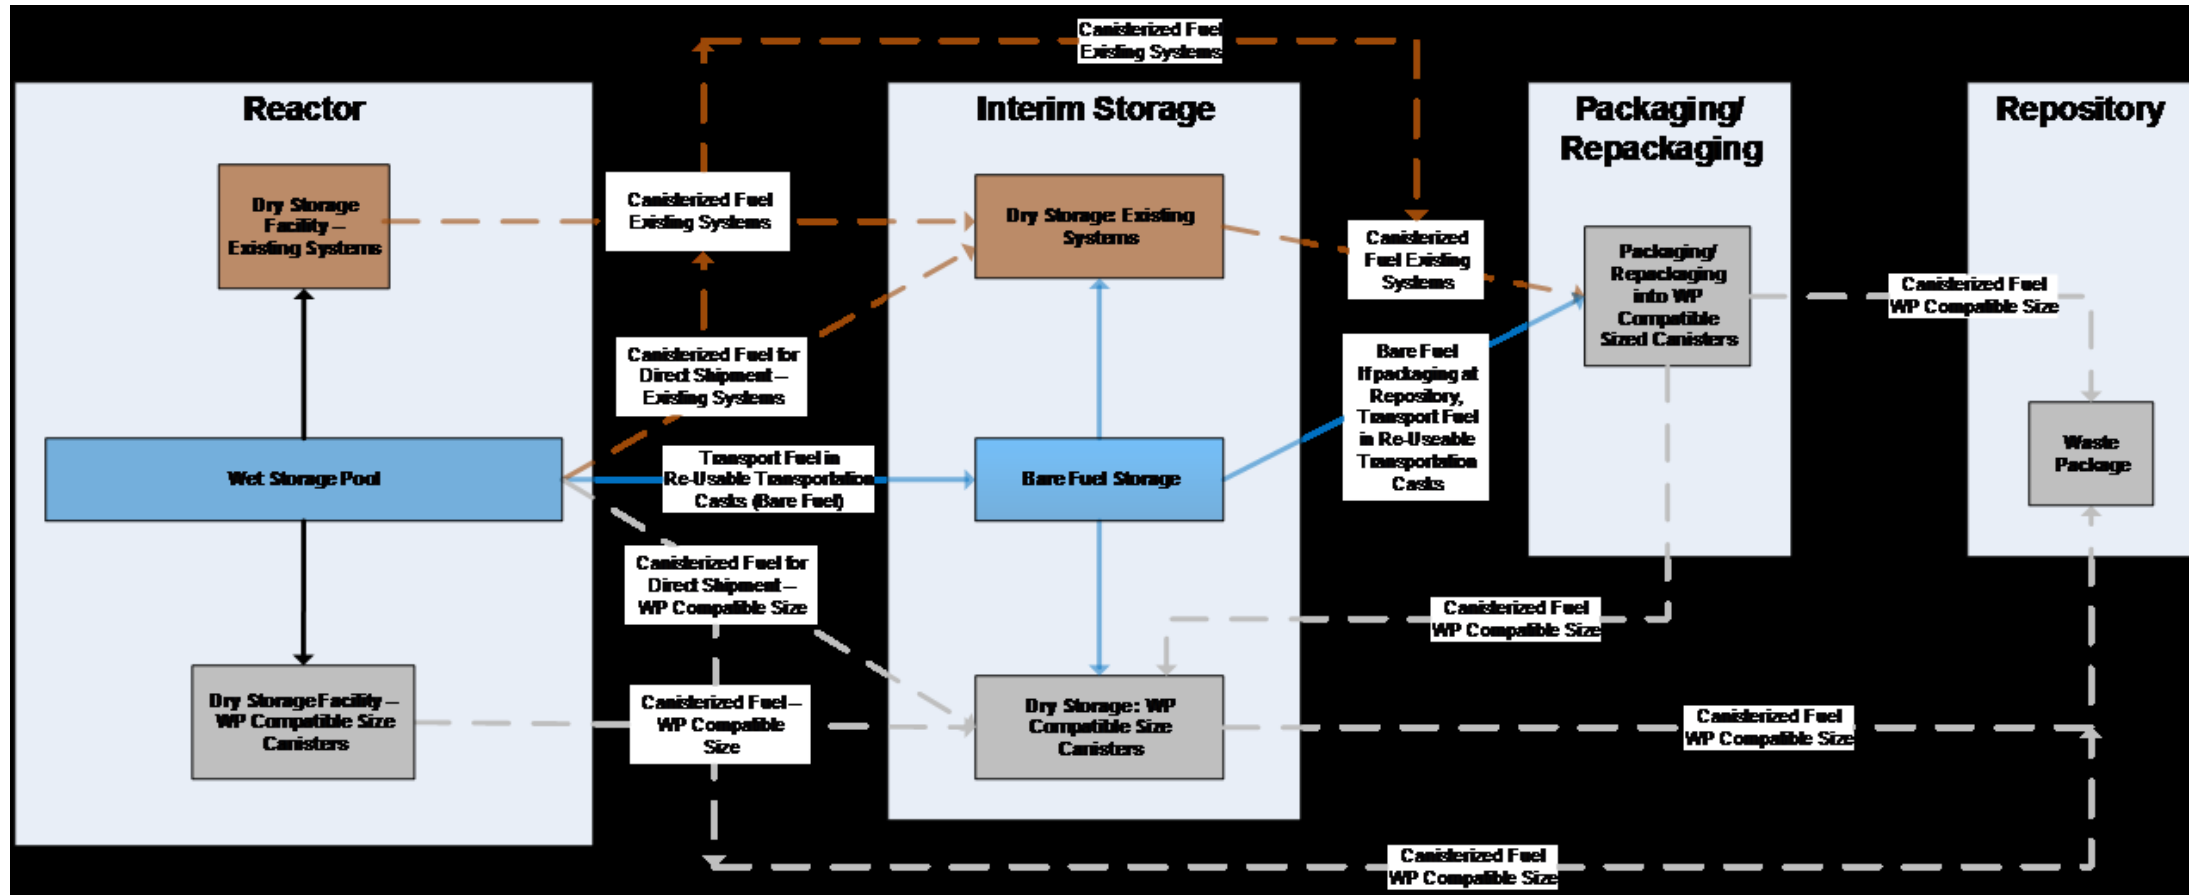 Canisterized Fuel
Existing Systems
Reactor
Interim Storage
Packaging/
Repackaging
Repository
Dry Storage
Facility –
Existing Systems
Canisterized Fuel
Existing Systems
Dry Storage: Existing
Systems
Canisterized
Fuel Existing
Systems
Packaging/
Repackaging
into WP
Compatible
Sized Canisters
Canisterized Fuel
WP Compatible Size
Canisterized Fuel for
Direct Shipment –
Existing Systems
Bare Fuel
If packaging at
Repository,
Transport Fuel
in Re-Useable
Transportation
Casks
Wet Storage Pool
Transport Fuel in
Re-Usable Transportation
Casks (Bare Fuel)
Bare Fuel Storage
Waste
Package
Canisterized Fuel for
Direct Shipment –
WP Compatible Size
Canisterized Fuel
WP Compatible Size
Dry Storage Facility –
WP Compatible Size
Canisters
Canisterized Fuel –
WP Compatible
Size
Dry Storage: WP
Compatible Size
Canisters
Canisterized Fuel
WP Compatible Size
Canisterized Fuel
WP Compatible Size